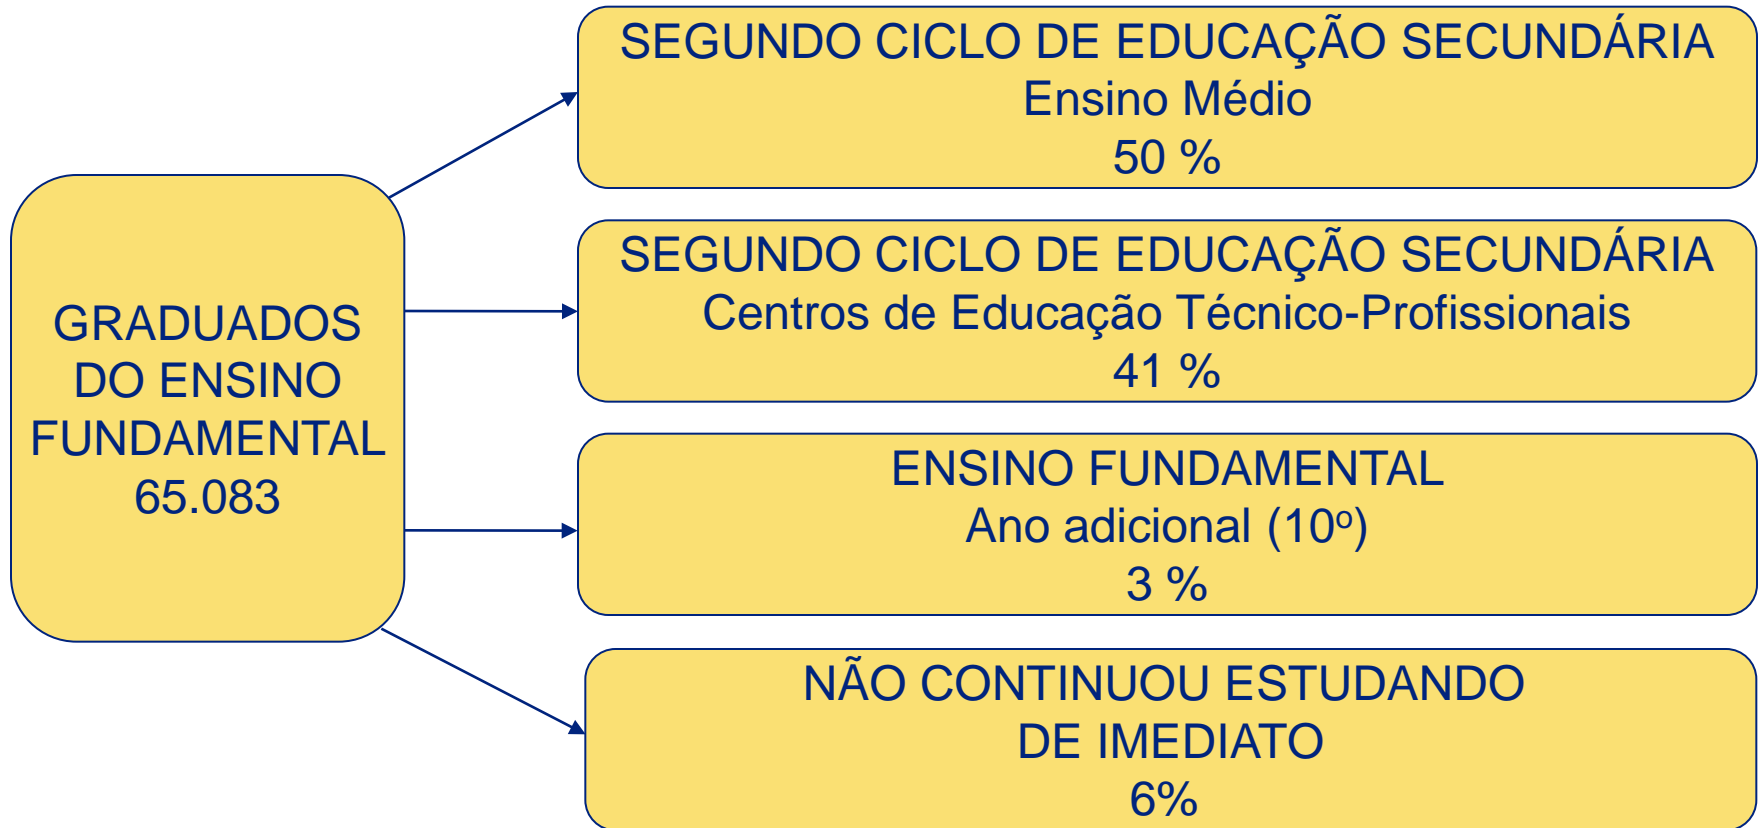 GRADUADOS
DO ENSINO
FUNDAMENTAL
65.083
SEGUNDO CICLO DE EDUCAÇÃO SECUNDÁRIA
Ensino Médio
50 %
SEGUNDO CICLO DE EDUCAÇÃO SECUNDÁRIA
Centros de Educação Técnico-Profissionais
41 %
ENSINO FUNDAMENTAL
Ano adicional (10º)
3 %
NÃO CONTINUOU ESTUDANDO
DE IMEDIATO
6%